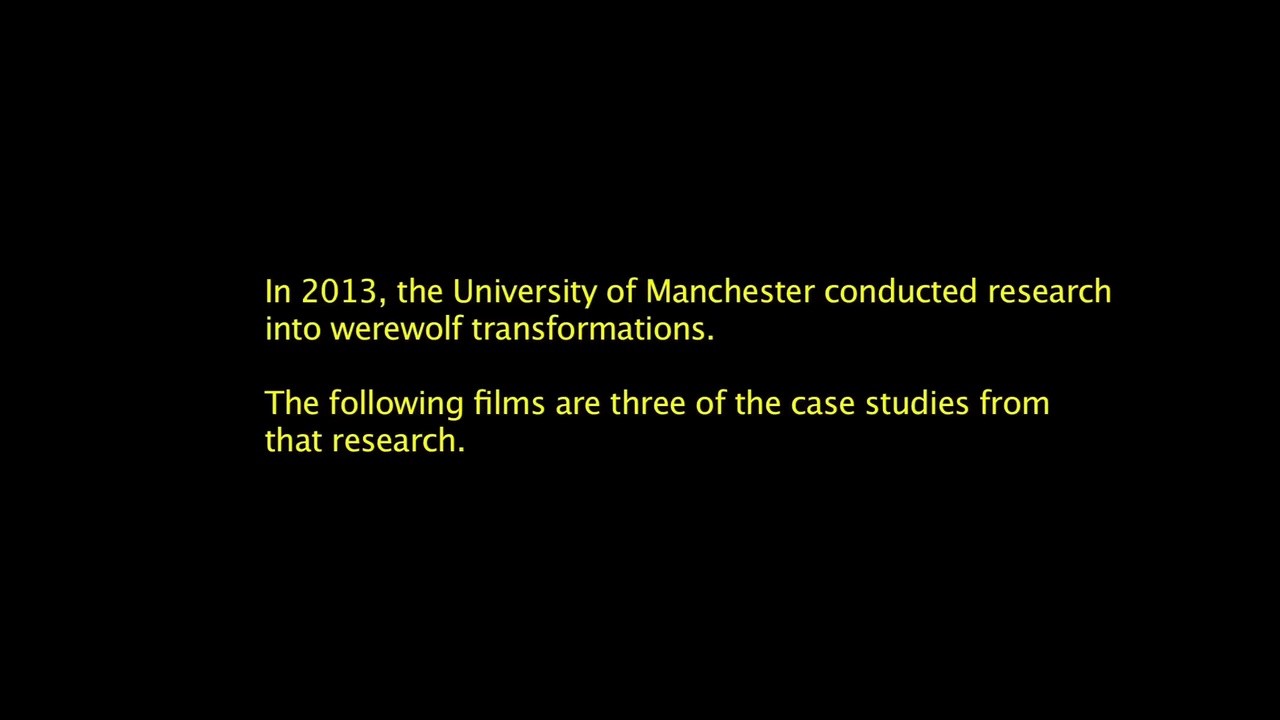 In 2013, the University of Manchester conducted research
into werewolf transformations.
The following films are three of the case studies from
that research.